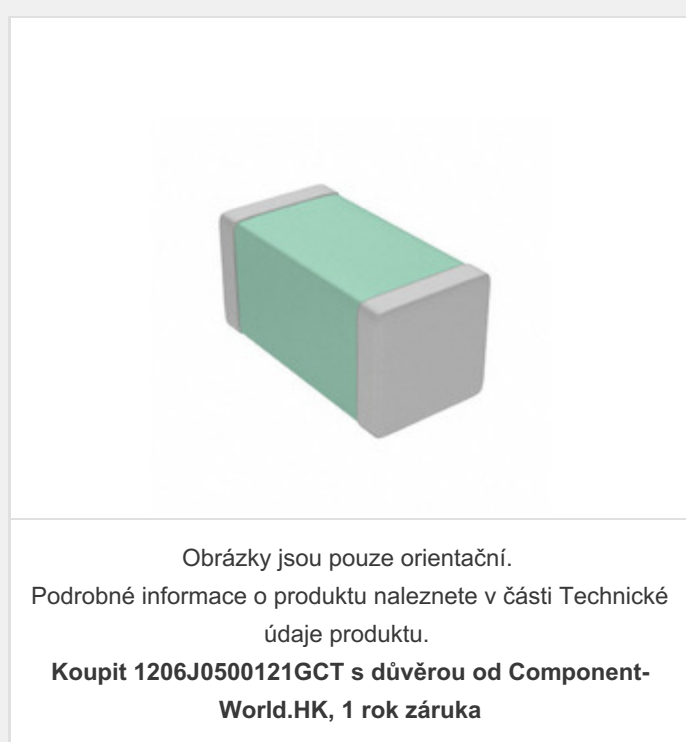 Obrázky jsou pouze orientační.
Podrobné informace o produktu naleznete v části Technické
údaje produktu.
Koupit 1206J0500121GCT s důvěrou od Component-
World.HK, 1 rok záruka